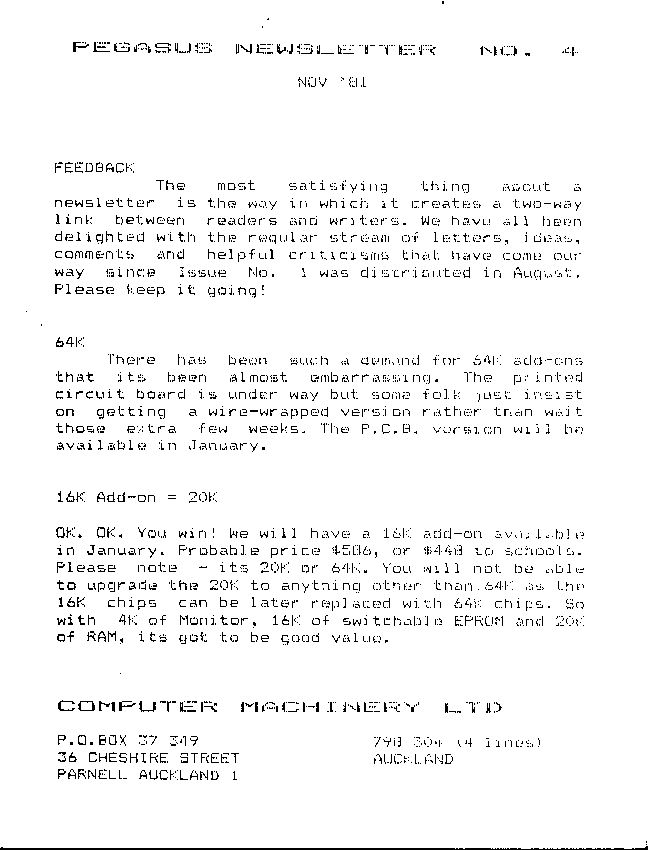 PEGASUS NEWSLETTER NO. 4
NOV '81
FEEDBACK
The most satisfying thing about a
newsletter is the way in which it creates a two-way
link between readers and writers. We have all been
delighted with the regular stream of letters, ideas,
comments and helpful criticisms that have come our
way since Issue No. 1 was distributed in August.
Please keep it going!
64K
There has been such a demand for 64K add-ons
that its been almost embarrassing. The printed
circuit board is under way but some folk just insist
on getting a wire-wrapped version rather than wait
those extra few weeks. The P.C.B. version will be
available in January.
16K Add-on = 20K
OK. OK. You win! We will have a 16K add-on available
in January. Probable price $586, or $448 to schools.
Please note - its 20K or 64K. You will not be able
to upgrade the 20K to anything other than 64K as the
16K chips can be later replaced with 64K chips. So
with 4K of Monitor, 16K of switchable EPROM and 20K
of RAM, its got to be good value.
COMPUTER MACHINERY LTD
P.O.BOX 37 349 798 304 (4 lines)
36 CHESHIRE STREET AUCKLAND
PARNELL AUCKLAND 1